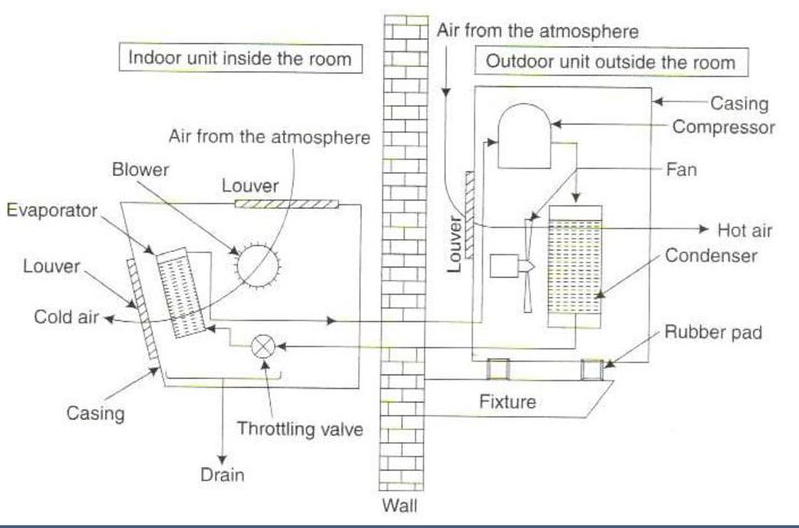 Air from the atmosphere
Indoor unit inside the room
Outdoor unit outside the room
Casing
Compressor
Air from the atmosphere
Blower
Fan
Louver
Evaporator
Louver
Hot air
Louver
Condenser
Cold air
Rubber pad
Casing
Fixture
Throttling valve
Drain
Wall